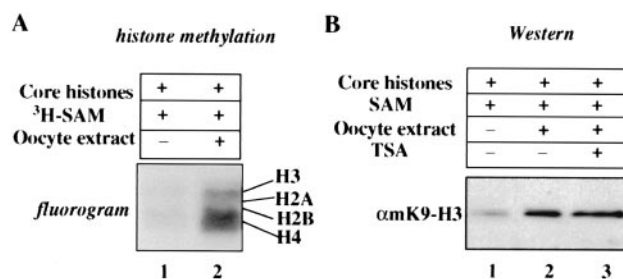 A
histone methylation
Core histones + +
³H-SAM + +
Oocyte extract − +
fluorogram
H3
H2A
H2B
H4
1 2
B
Western
Core histones + + +
SAM + + +
Oocyte extract − + +
TSA − − +
αmK9-H3
1 2 3